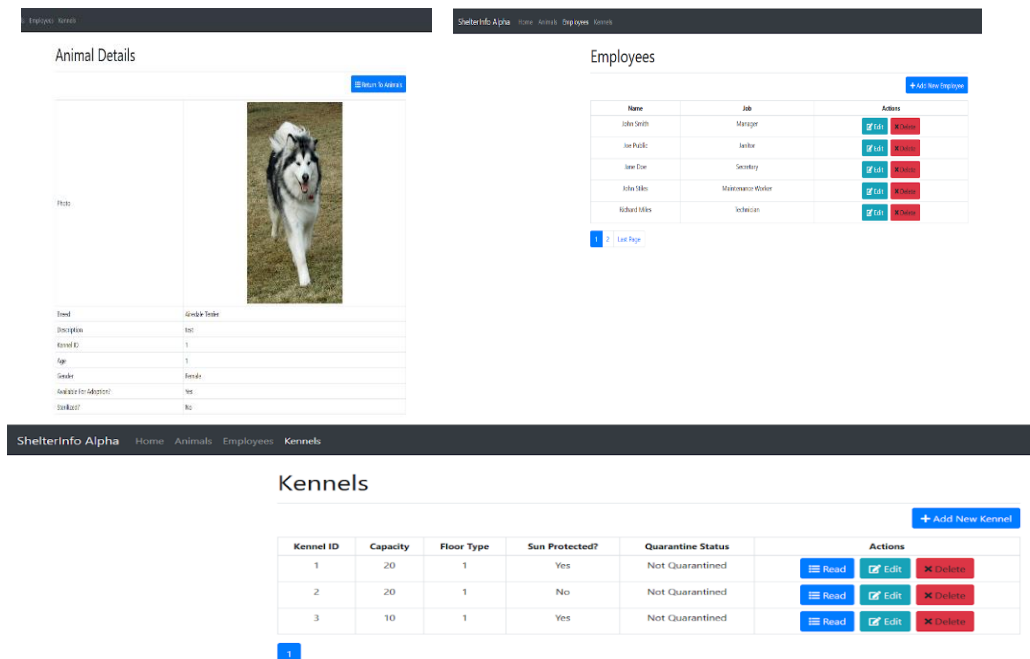 Employees Kennels
Animal Details
Return To Animals
Photo
Breed Airedale Terrier
Description test
Kennel ID 1
Age 1
Gender Female
Available For Adoption? Yes
Sterilized? No
ShelterInfo Alpha Home Animals Employees Kennels
Employees
Add New Employee
Name Job Actions
John Smith Manager Edit Delete
Joe Public Janitor Edit Delete
Jane Doe Secretary Edit Delete
John Stiles Maintenance Worker Edit Delete
Richard Miles Technician Edit Delete
1 2 Last Page
ShelterInfo Alpha Home Animals Employees Kennels
Kennels
Add New Kennel
Kennel ID Capacity Floor Type Sun Protected? Quarantine Status Actions
1 20 1 Yes Not Quarantined Read Edit Delete
2 20 1 No Not Quarantined Read Edit Delete
3 10 1 Yes Not Quarantined Read Edit Delete
1